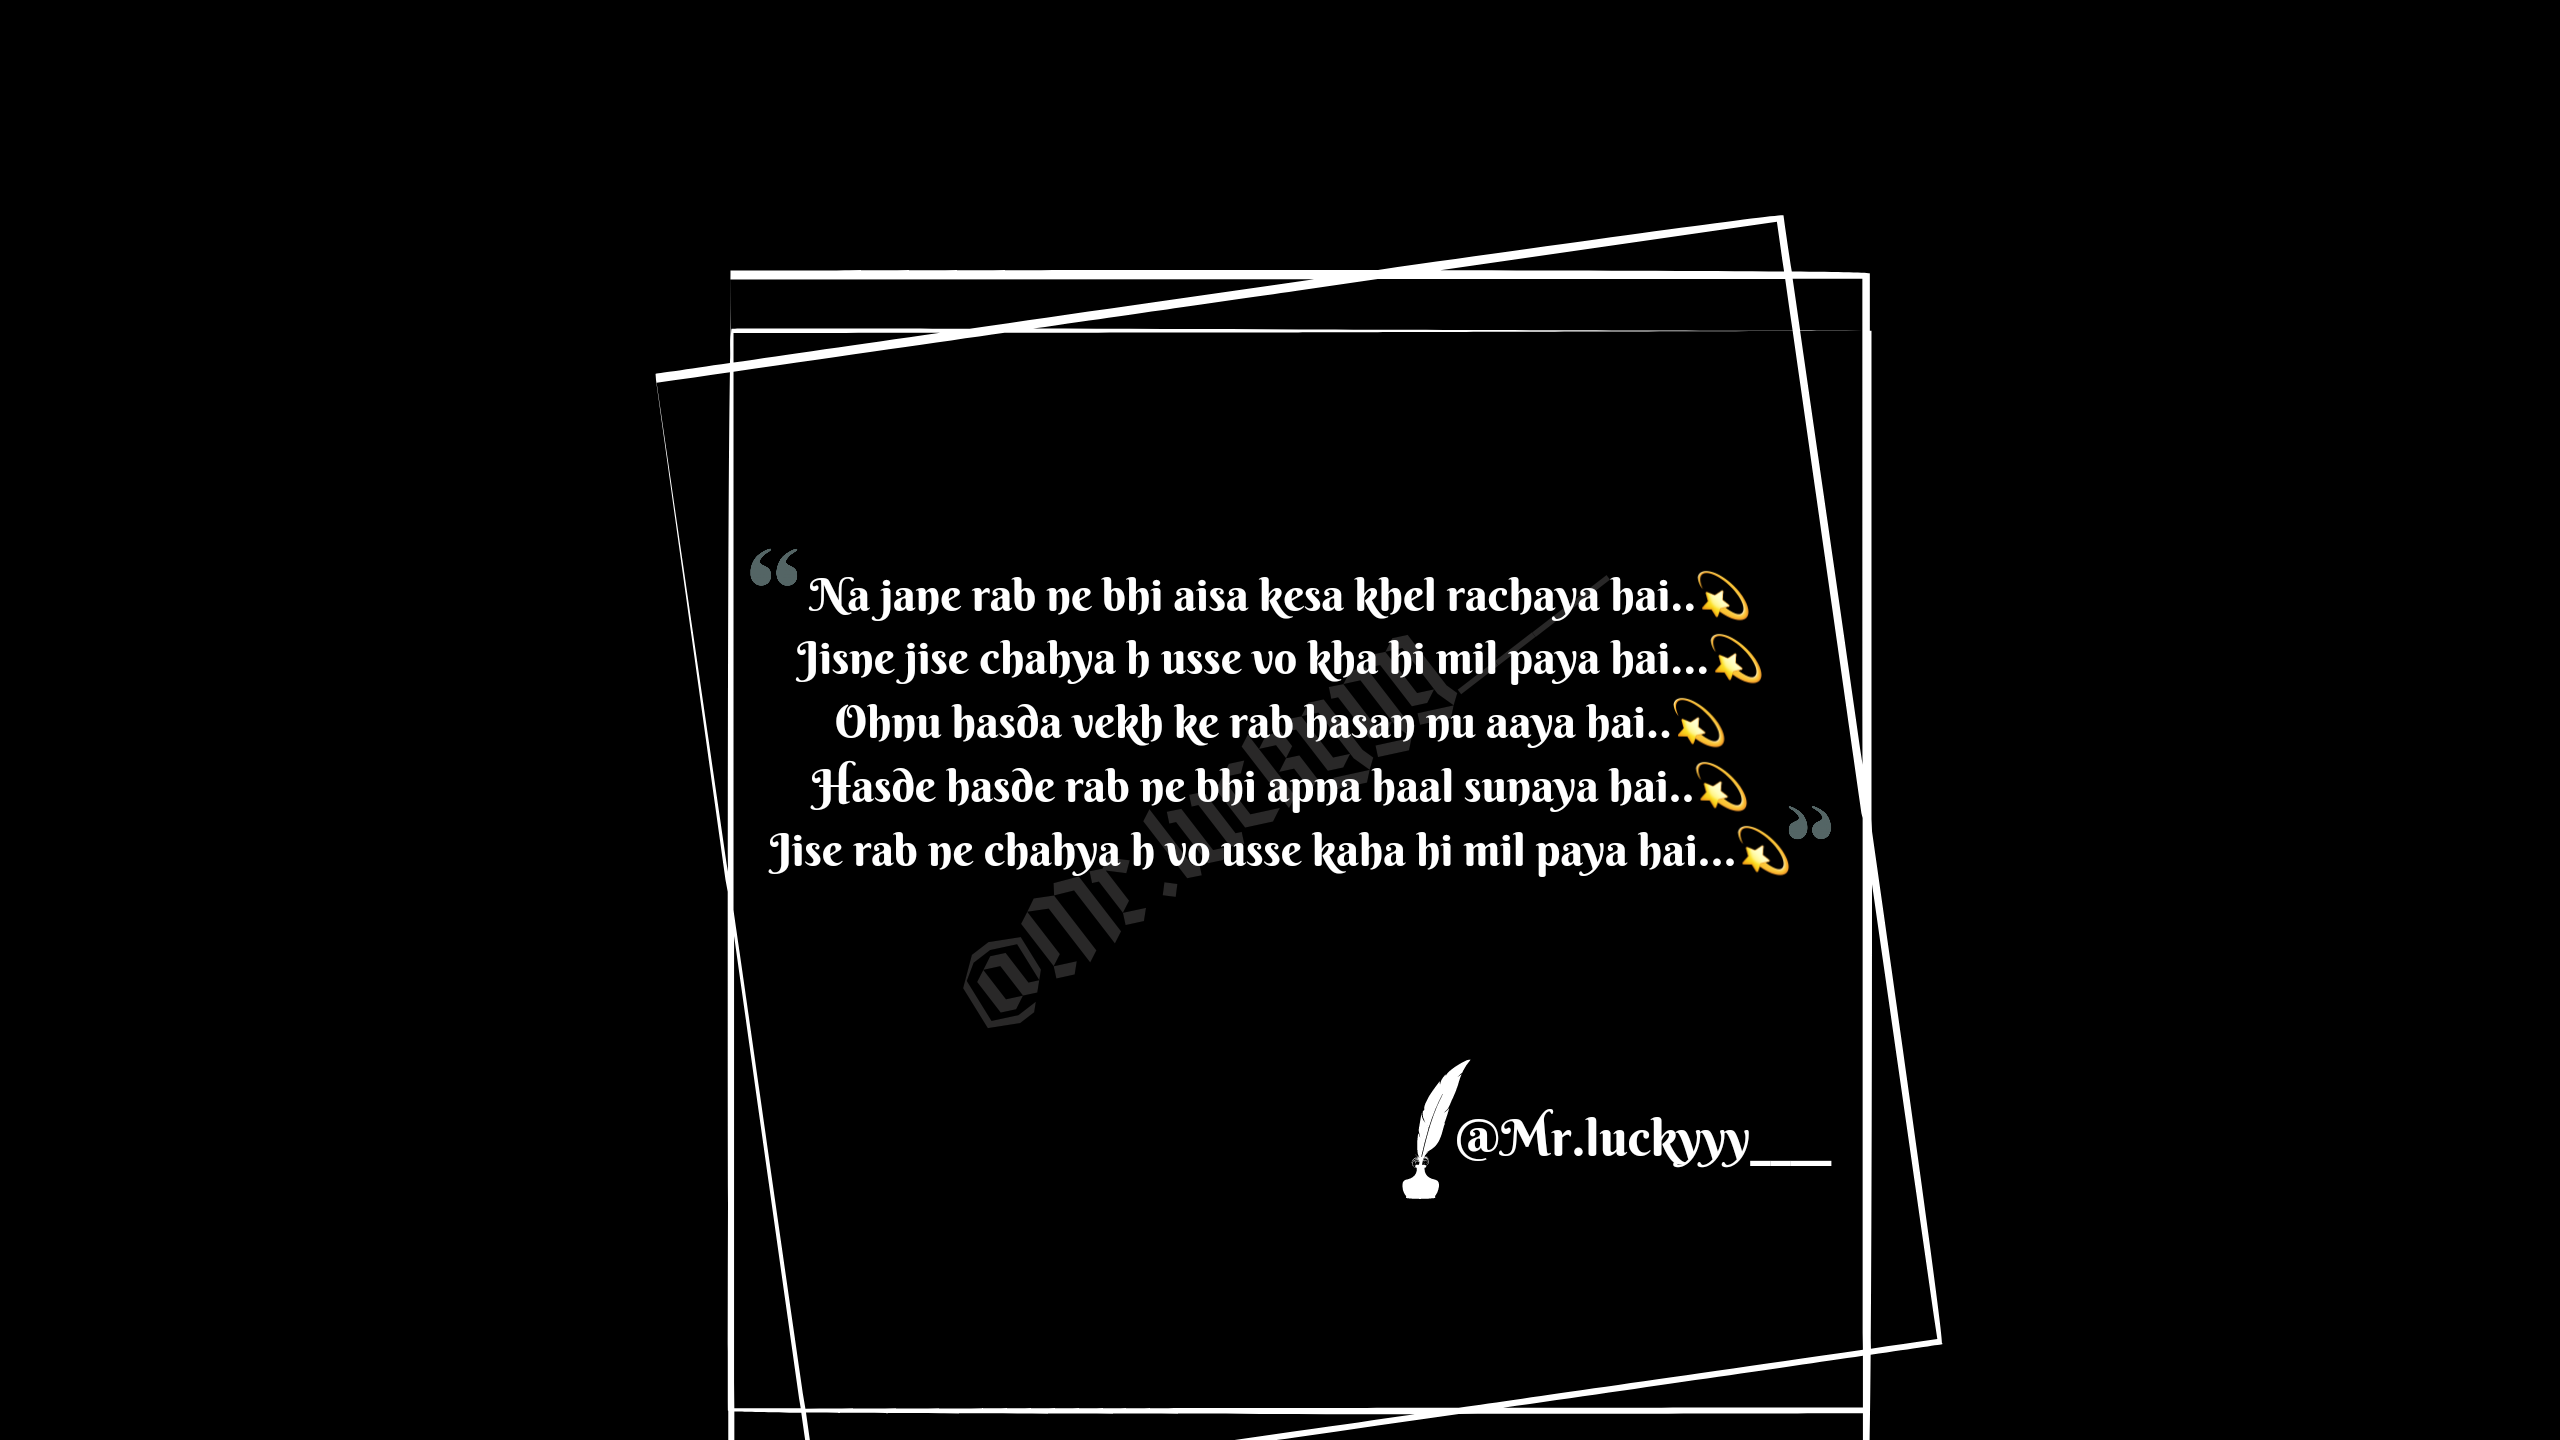 “Na jane rab ne bhi aisa kesa khel rachaya hai..💫
Jisne jise chahya h usse vo kha hi mil paya hai...💫
Ohnu hasda vekh ke rab hasan nu aaya hai..💫
Hasde hasde rab ne bhi apna haal sunaya hai..💫
Jise rab ne chahya h vo usse kaha hi mil paya hai...💫”
@Mr.luckyyy___
@Mr.luckyyy____